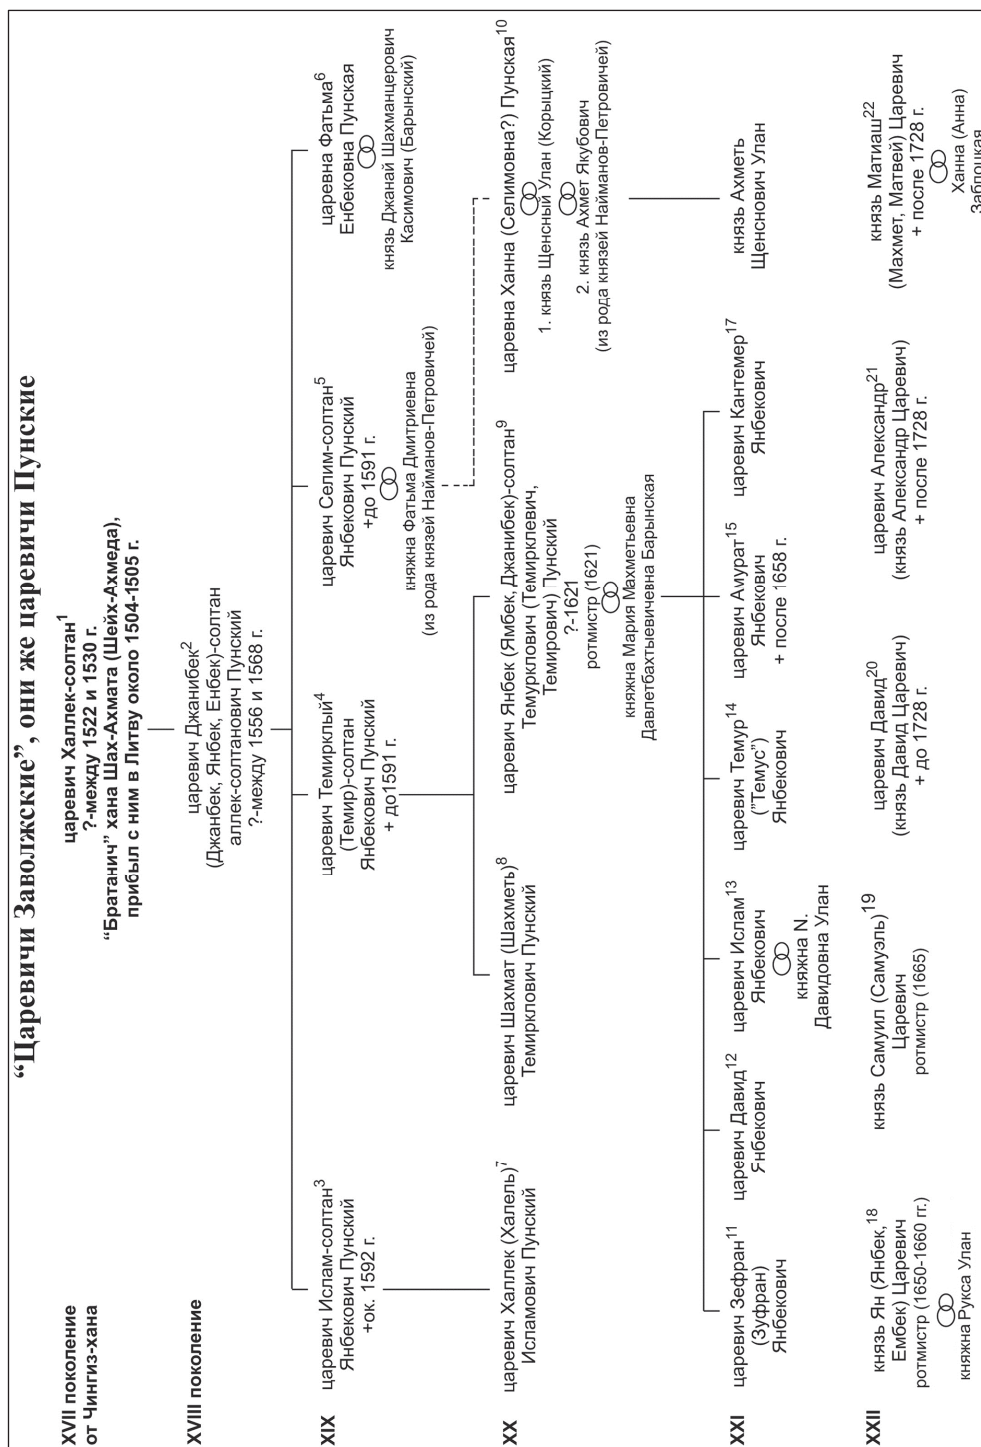 “Царевичи Заволжские”, они же царевичи Пунские
XVII поколение
от Чингиз-хана
царевич Халлек-солтан1
?-между 1522 и 1530 г.
“Братанич” хана Шах-Ахмата (Шейх-Ахмеда),
прибыл с ним в Литву около 1504-1505 г.
XVIII поколение
царевич Джанибек2
(Джанбек, Янбек, Енбек)-солтан
аллек-солтанович Пунский
?-между 1556 и 1568 г.
XIX
царевич Ислам-солтан3
Янбекович Пунский
+ок. 1592 г.
царевич Темирклый4
(Темир)-солтан
Янбекович Пунский
+ до1591 г.
царевич Селим-солтан5
Янбекович Пунский
+до 1591 г.
княжна Фатьма Дмитриевна
(из рода князей Найманов-Петровичей)
царевна Фатьма6
Енбековна Пунская
князь Джанай Шахманцерович
Касимович (Барынский)
XX
царевич Халлек (Халель)7
Исламович Пунский
царевич Шахмат (Шахметь)8
Темирклович Пунский
царевич Янбек (Ямбек, Джанибек)-солтан9
Темуклович (Темирклевич,
Темирович) Пунский
?-1621
ротмистр (1621)
княжна Мария Махметьевна
Давлетбахтыевичевна Барынская
царевна Ханна (Селимовна?) Пунская10
1. князь Щенсный Улан (Корыцкий)
2. князь Ахмет Якубович
(из рода князей Найманов-Петровичей)
XXI
царевич Зефран11
(Зуфран)
Янбекович
царевич Давид12
Янбекович
царевич Ислам13
Янбекович
княжна N.
Давидовна Улан
царевич Темур14
(”Темус”)
Янбекович
царевич Амурат15
Янбекович
+ после 1658 г.
царевич Кантемер17
Янбекович
князь Ахметь
Щенснович Улан
XXII
князь Ян (Янбек,18
Ембек) Царевич
ротмистр (1650-1660 гг.)
княжна Рукса Улан
князь Самуил (Самуэль)19
Царевич
ротмистр (1665)
царевич Давид20
(князь Давид Царевич)
+ до 1728 г.
царевич Александр21
(князь Александр Царевич)
+ после 1728 г.
князь Матиаш22
(Махмет, Матвей) Царевич
+ после 1728 г.
Ханна (Анна)
Заблоцкая